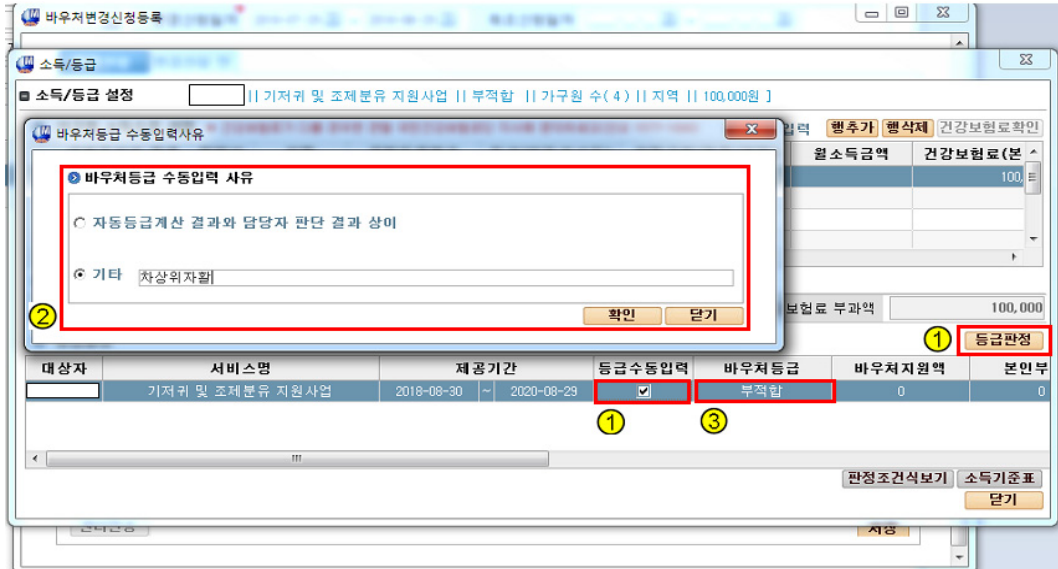 바우처변경신청등록
소득/등급
소득/등급 설정 || 기저귀 및 조제분유 지원사업 || 부적합 || 가구원 수( 4 ) || 지역 || 100,000원 ]
바우처등급 수동입력사유
입력 행추가 행삭제 건강보험료확인
월소득금액 건강보험료(본
100,
바우처등급 수동입력 사유
자동등급계산 결과와 담당자 판단 결과 상이
기타 차상위자활
확인 닫기
②
보험료 부과액 100,000
① 등급판정
대상자 서비스명 제공기간 등급수동입력 바우처등급 바우처지원액 본인부
기저귀 및 조제분유 지원사업 2018-08-30 ~ 2020-08-29 부적합 0 0
① ③
판정조건식보기 소득기준표
닫기
저장